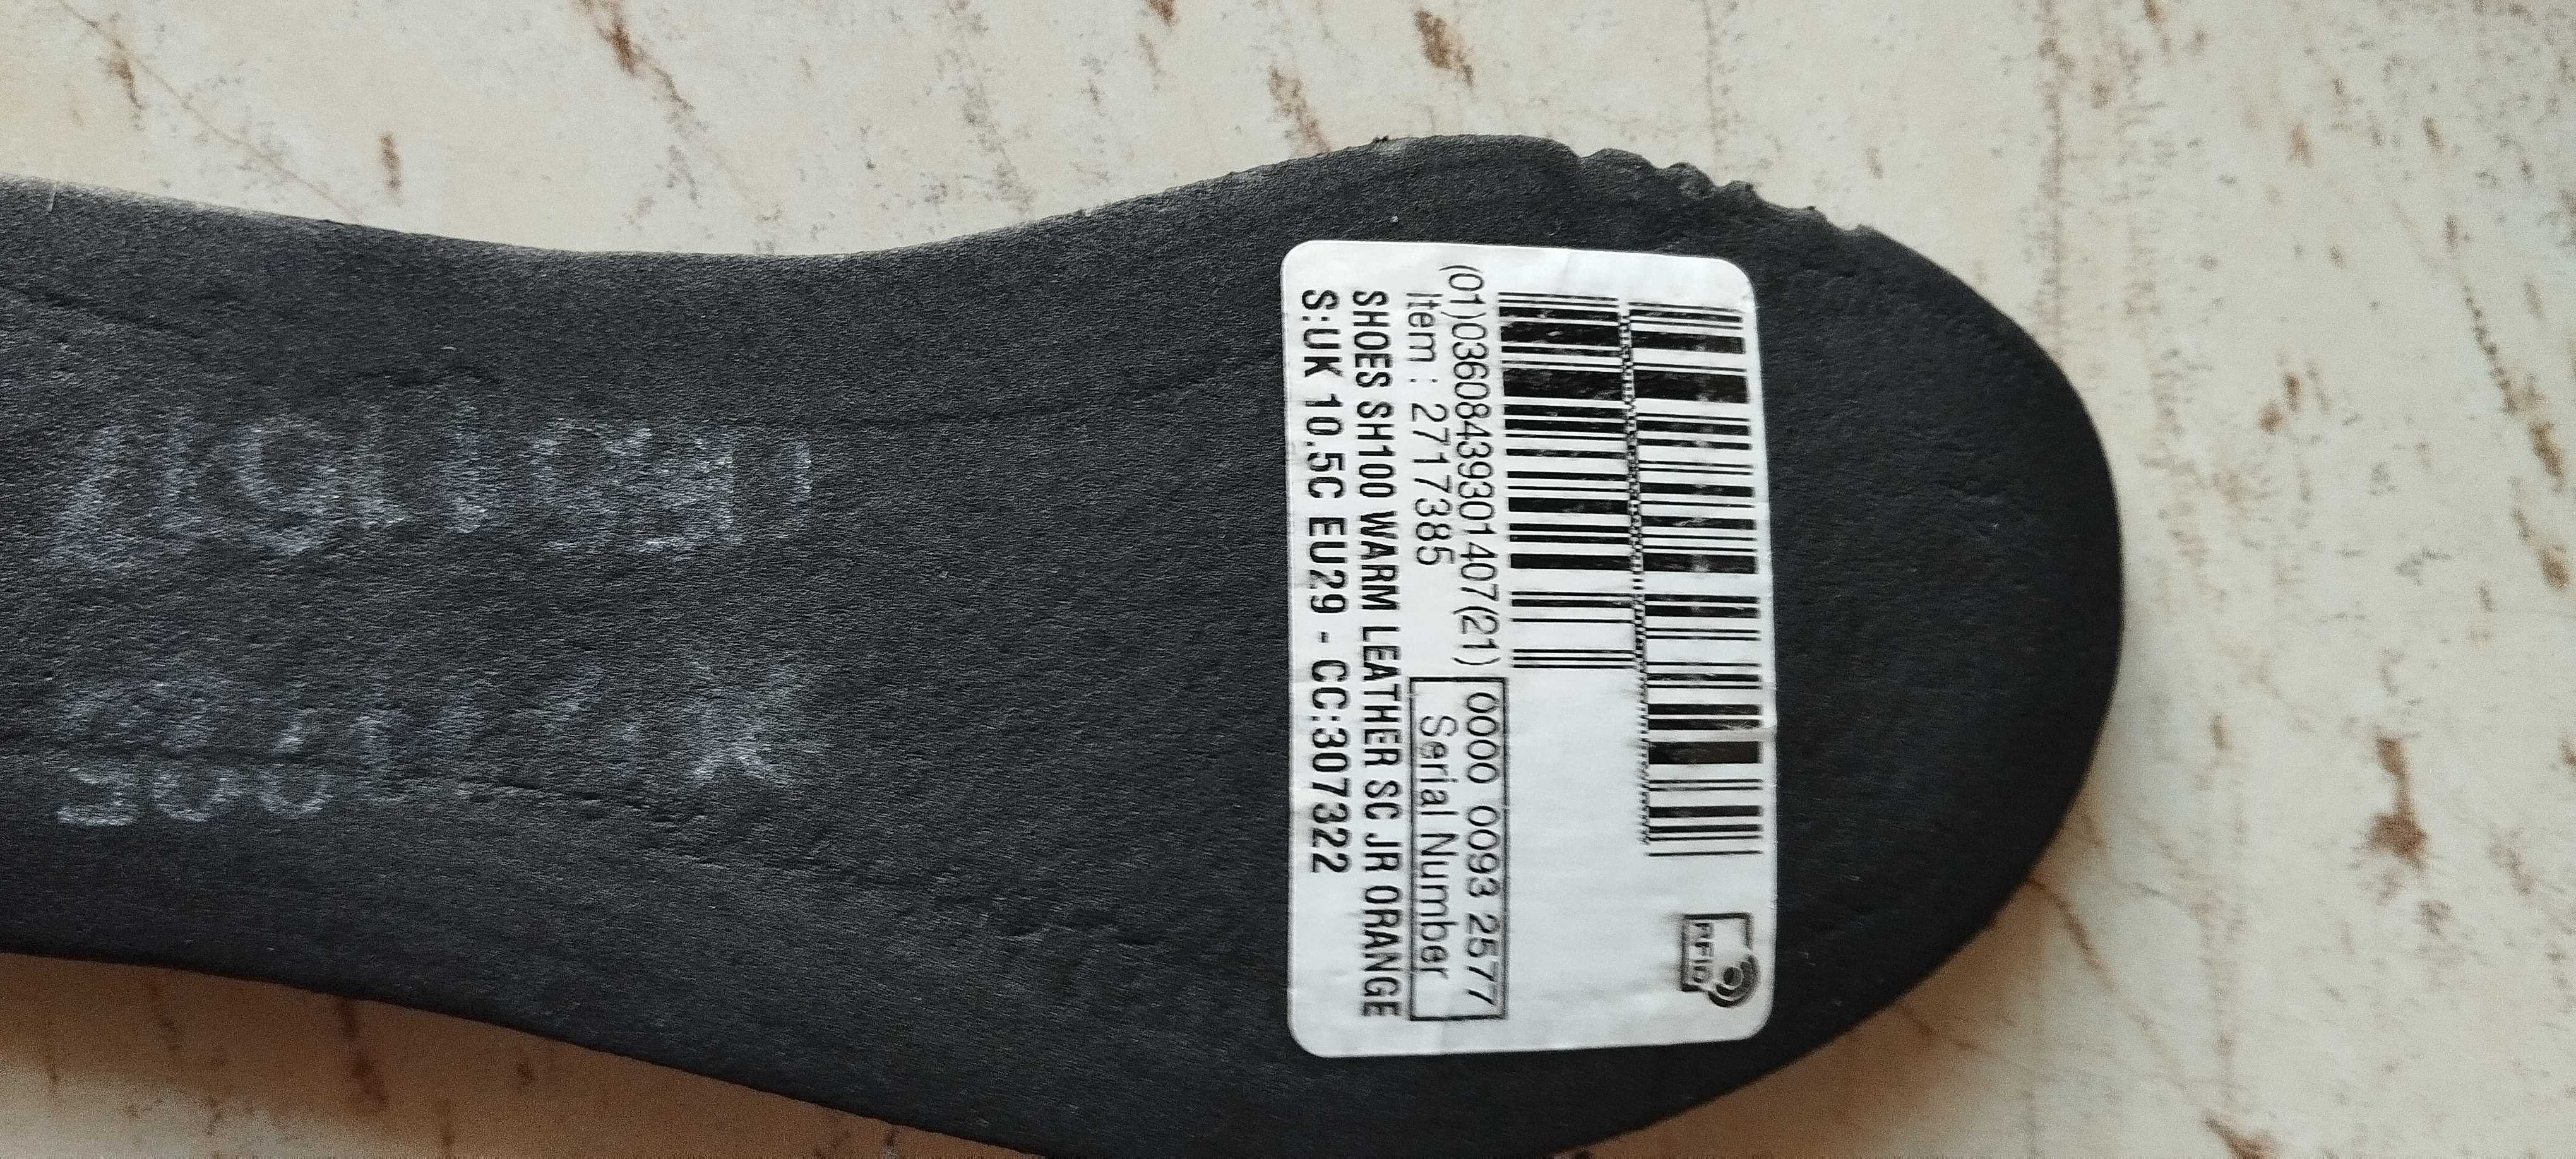 RFID
(01)03608439301407(21) 0000 0093 2577
Item : 2717385 Serial Number
SHOES SH100 WARM LEATHER SC JR ORANGE
S:UK 10.5C EU29 - CC:307322